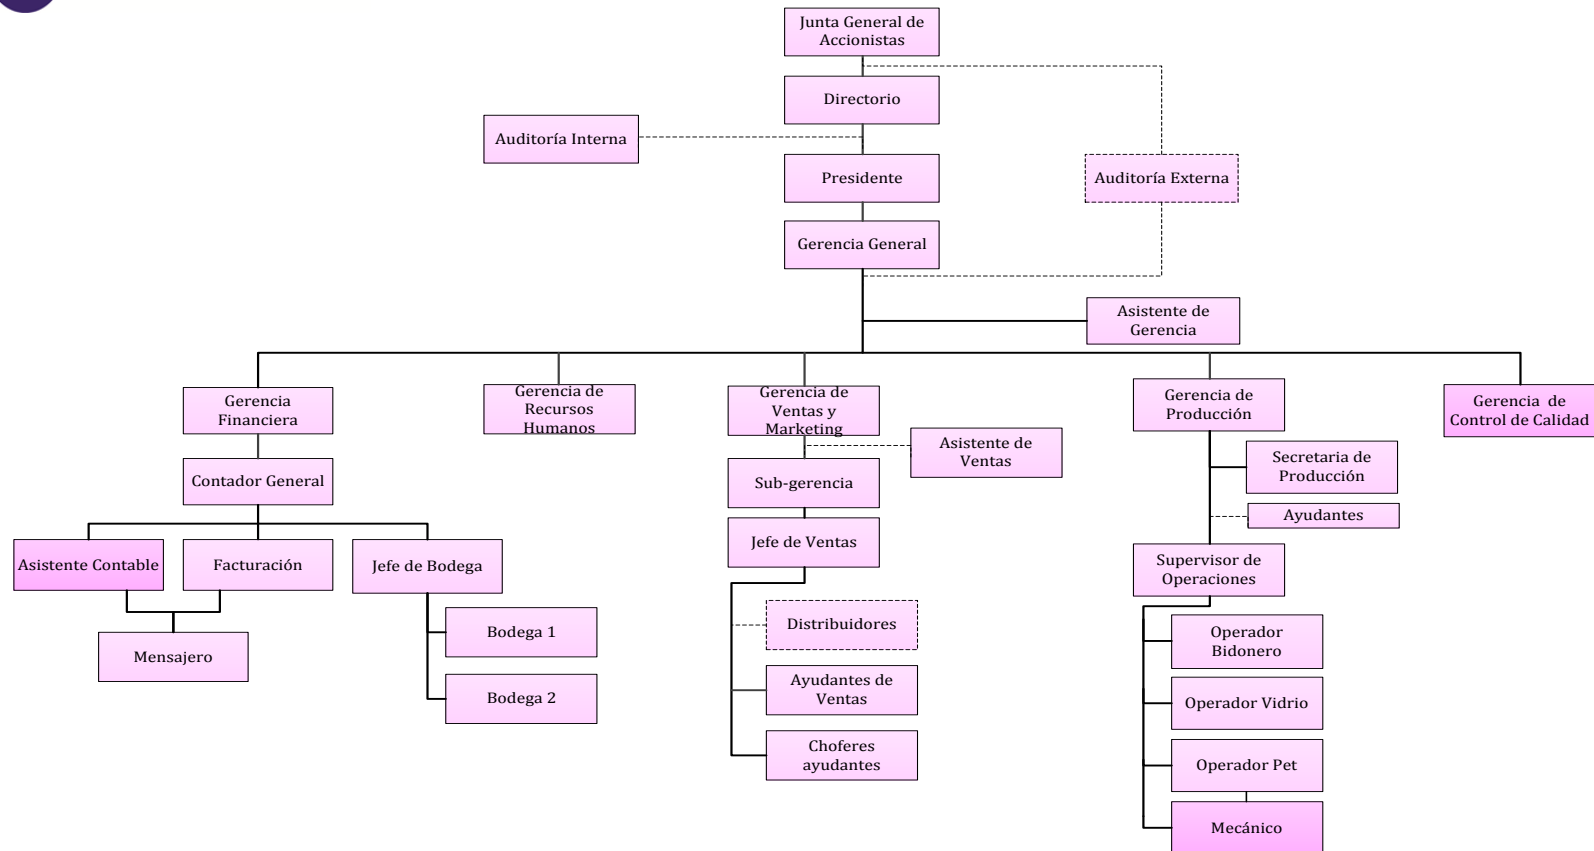 Junta General de
Accionistas
Directorio
Auditoría Interna
Presidente
Auditoría Externa
Gerencia General
Asistente de
Gerencia
Gerencia
Financiera
Gerencia de
Recursos
Humanos
Gerencia de
Ventas y
Marketing
Gerencia de
Producción
Gerencia de
Control de Calidad
Asistente de
Ventas
Secretaria de
Producción
Contador General
Sub-gerencia
Ayudantes
Asistente Contable
Facturación
Jefe de Bodega
Jefe de Ventas
Supervisor de
Operaciones
Mensajero
Bodega 1
Bodega 2
Distribuidores
Ayudantes de
Ventas
Choferes
ayudantes
Operador
Bidonero
Operador Vidrio
Operador Pet
Mecánico